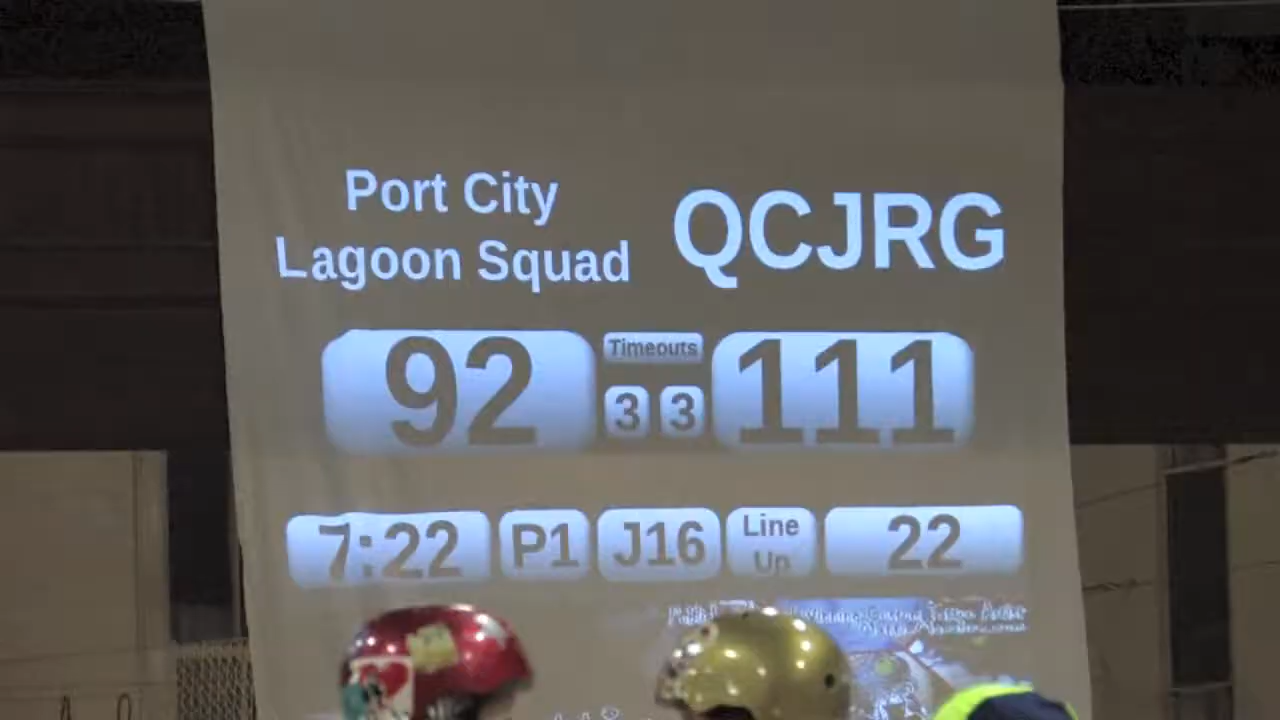 Port City
Lagoon Squad
QCJRG
92
Timeouts
3 3
111
7:22
P1
J16
Line
Up
22